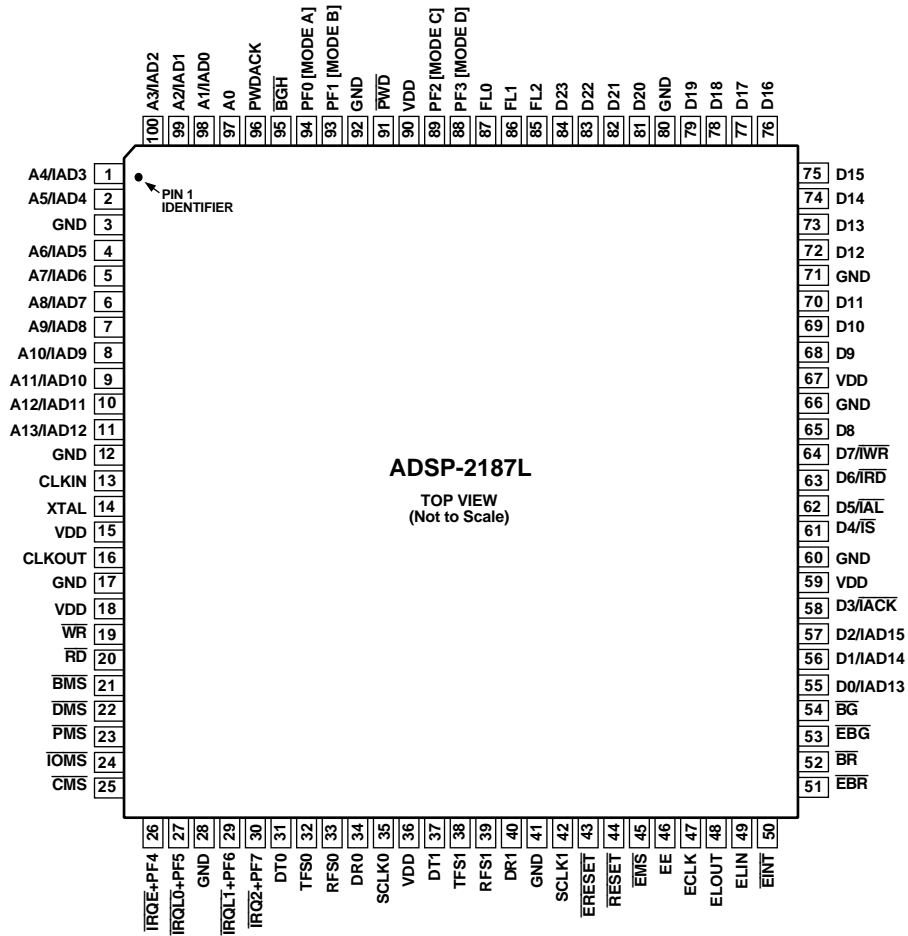 A3/IAD2
A2/IAD1
A1/IAD0
A0
PWDACK
BGH
PF0 [MODE A]
PF1 [MODE B]
GND
PWD
VDD
PF2 [MODE C]
PF3 [MODE D]
FL0
FL1
FL2
D23
D22
D21
D20
GND
D19
D18
D17
D16
100
99
98
97
96
95
94
93
92
91
90
89
88
87
86
85
84
83
82
81
80
79
78
77
76
A4/IAD3 1
A5/IAD4 2
GND 3
A6/IAD5 4
A7/IAD6 5
A8/IAD7 6
A9/IAD8 7
A10/IAD9 8
A11/IAD10 9
A12/IAD11 10
A13/IAD12 11
GND 12
CLKIN 13
XTAL 14
VDD 15
CLKOUT 16
GND 17
VDD 18
WR 19
RD 20
BMS 21
DMS 22
PMS 23
IOMS 24
CMS 25
PIN 1
IDENTIFIER
ADSP-2187L
TOP VIEW
(Not to Scale)
75 D15
74 D14
73 D13
72 D12
71 GND
70 D11
69 D10
68 D9
67 VDD
66 GND
65 D8
64 D7/IWR
63 D6/IRD
62 D5/IAL
61 D4/IS
60 GND
59 VDD
58 D3/IACK
57 D2/IAD15
56 D1/IAD14
55 D0/IAD13
54 BG
53 EBG
52 BR
51 EBR
26
27
28
29
30
31
32
33
34
35
36
37
38
39
40
41
42
43
44
45
46
47
48
49
50
IRQE+PF4
IRQL0+PF5
GND
IRQL1+PF6
IRQ2+PF7
DT0
TFS0
RFS0
DR0
SCLK0
VDD
DT1
TFS1
RFS1
DR1
GND
SCLK1
ERESET
RESET
EMS
EE
ECLK
ELOUT
ELIN
EINT